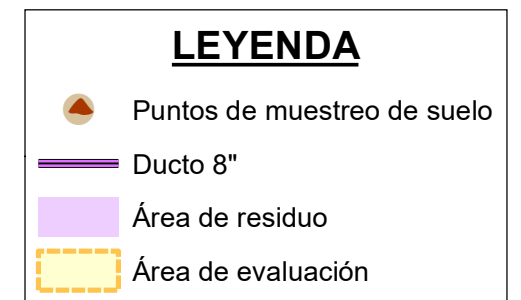 LEYENDA
Puntos de muestreo de suelo
Ducto 8"
Área de residuo
Área de evaluación